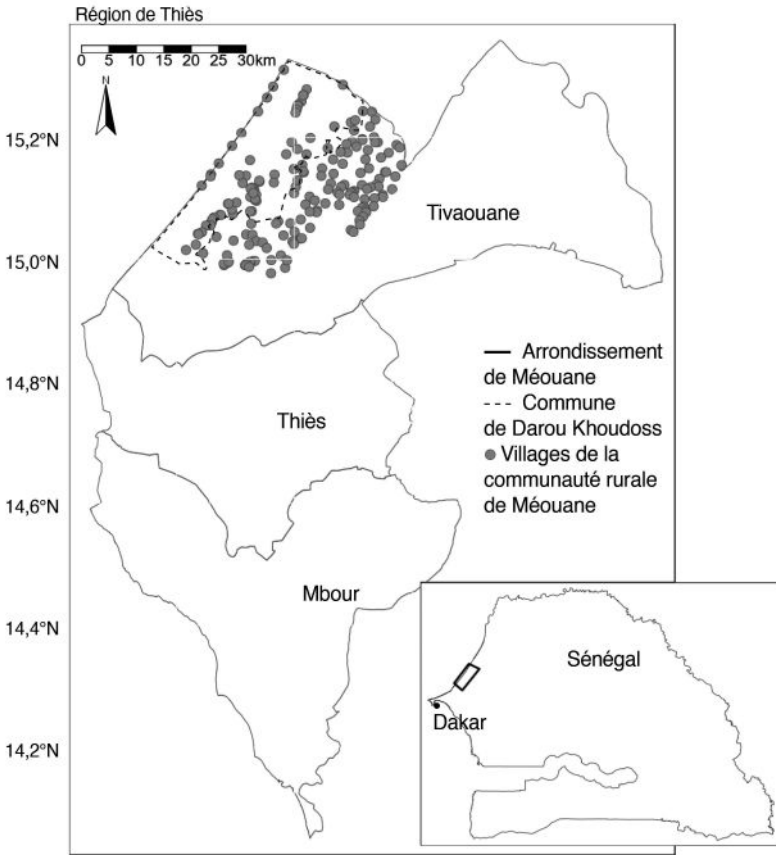 Région de Thiès
0 5 10 15 20 25 30km
N
15,2°N
Tivaouane
15,0°N
Arrondissement
de Méouane
14,8°N
Commune
de Darou Khoudoss
Thiès
Villages de la
communauté rurale
de Méouane
14,6°N
Mbour
14,4°N
Sénégal
Dakar
14,2°N